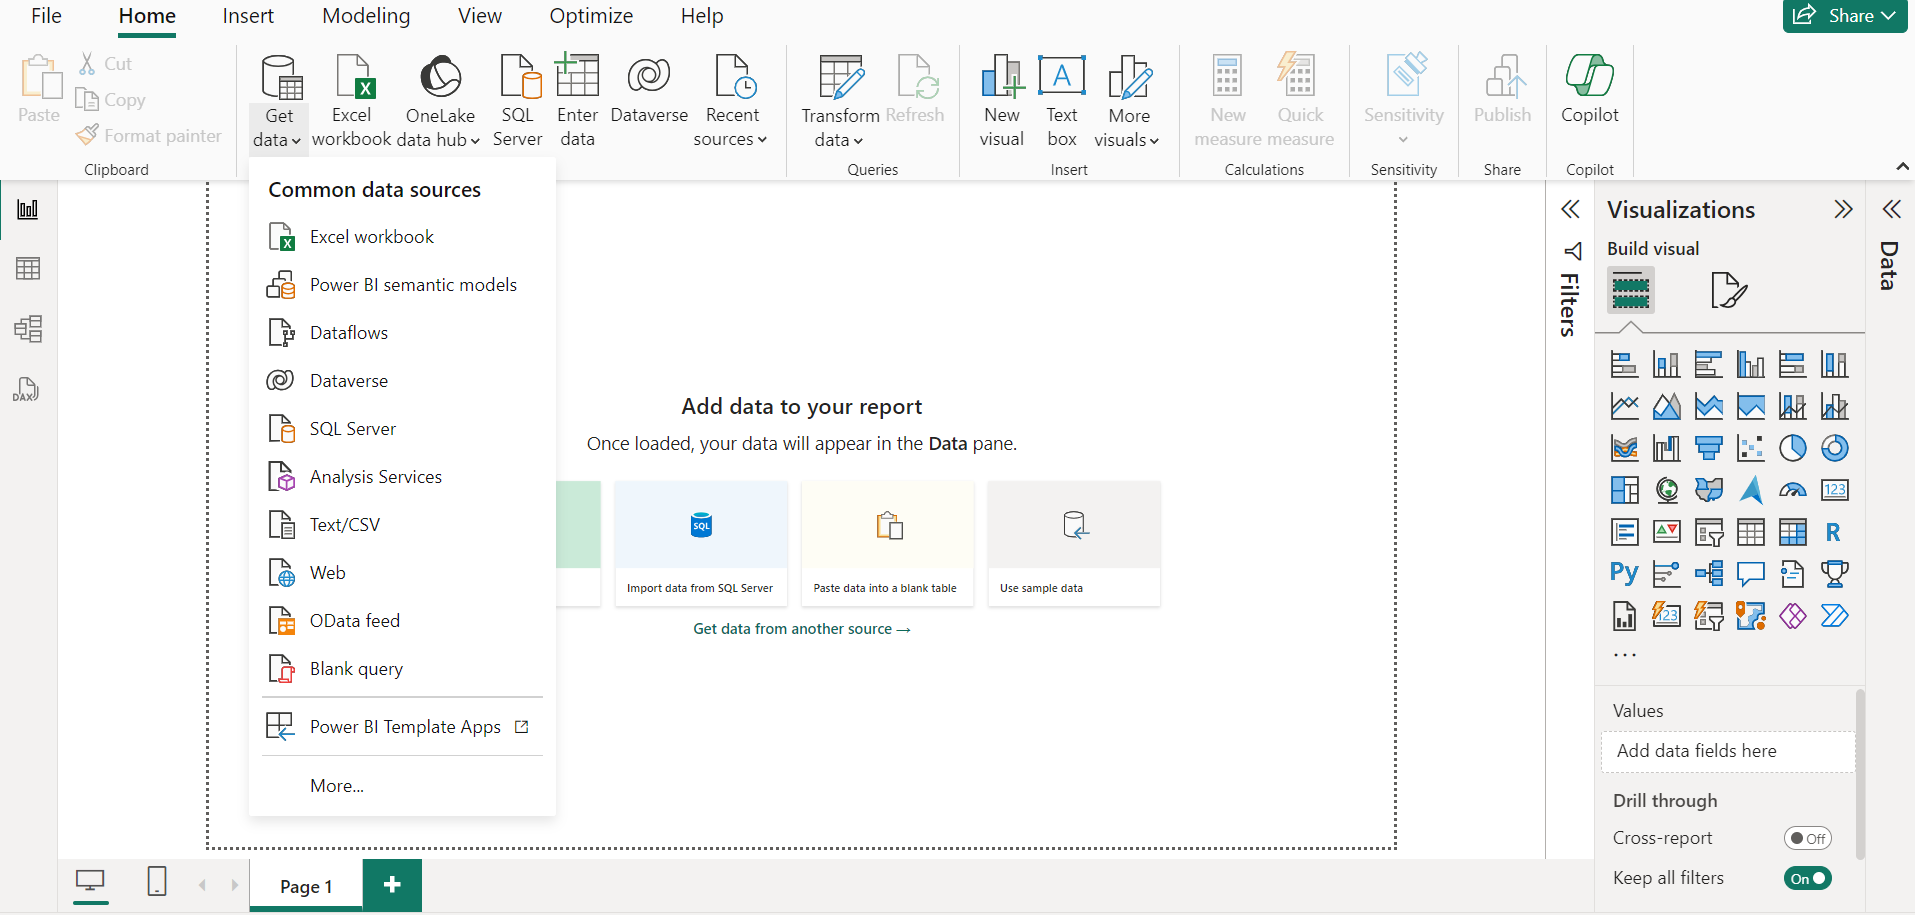 File Home Insert Modeling View Optimize Help Share
Paste
Cut
Copy
Format painter
Clipboard
Get data
Excel workbook
OneLake data hub
SQL Server
Enter data
Dataverse
Recent sources
Transform data
Refresh
Queries
New visual
Text box
More visuals
Insert
New measure
Quick measure
Calculations
Sensitivity
Sensitivity
Publish
Share
Copilot
Copilot
Common data sources
Excel workbook
Power BI semantic models
Dataflows
Dataverse
SQL Server
Analysis Services
Text/CSV
Web
OData feed
Blank query
Power BI Template Apps
More...
DAX
Add data to your report
Once loaded, your data will appear in the Data pane.
SQL
Import data from SQL Server
Paste data into a blank table
Use sample data
Get data from another source →
Filters
Visualizations
Build visual
123
R
Py
123
...
Values
Add data fields here
Drill through
Cross-report
Off
Keep all filters
On
Data
Page 1